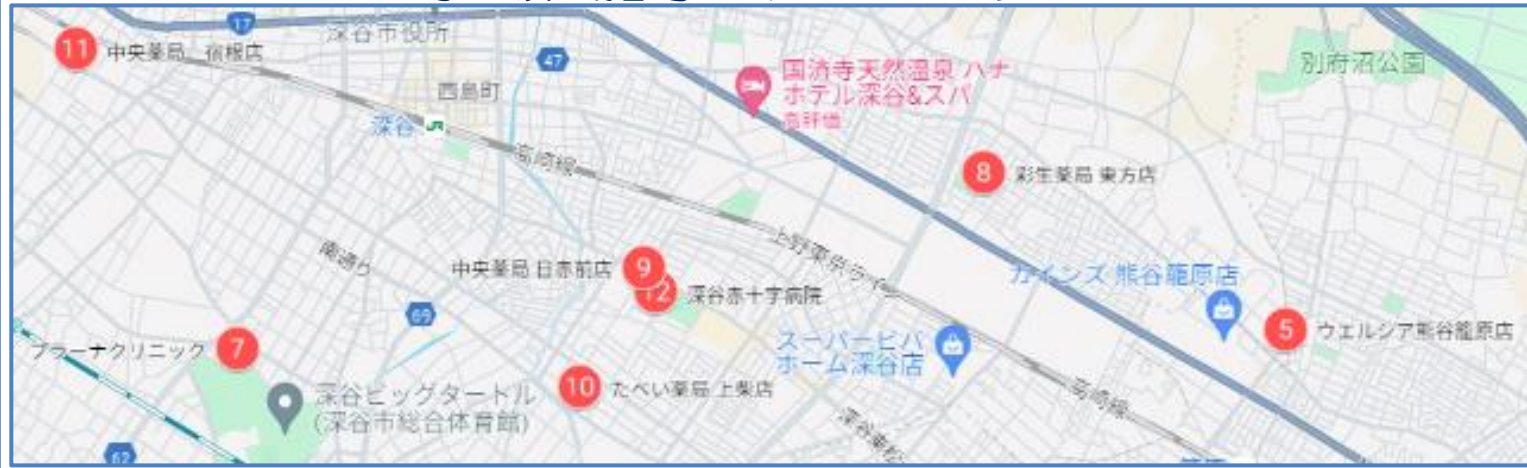 17
深谷市役所
11
中央薬局 宿根店
47
国済寺天然温泉 ハナ
ホテル深谷&スパ
高評価
別府沼公園
西島町
深谷
JR
高崎線
8
彩生薬局 東方店
南通り
中央薬局 日赤前店
9
上野東京ライン
12
深谷赤十字病院
カインズ 熊谷籠原店
69
プラーナクリニック
7
スーパービバ
ホーム深谷店
5
ウエルシア熊谷籠原店
10
たべい薬局 上柴店
深谷ビッグタートル
(深谷市総合体育館)
高崎線
62